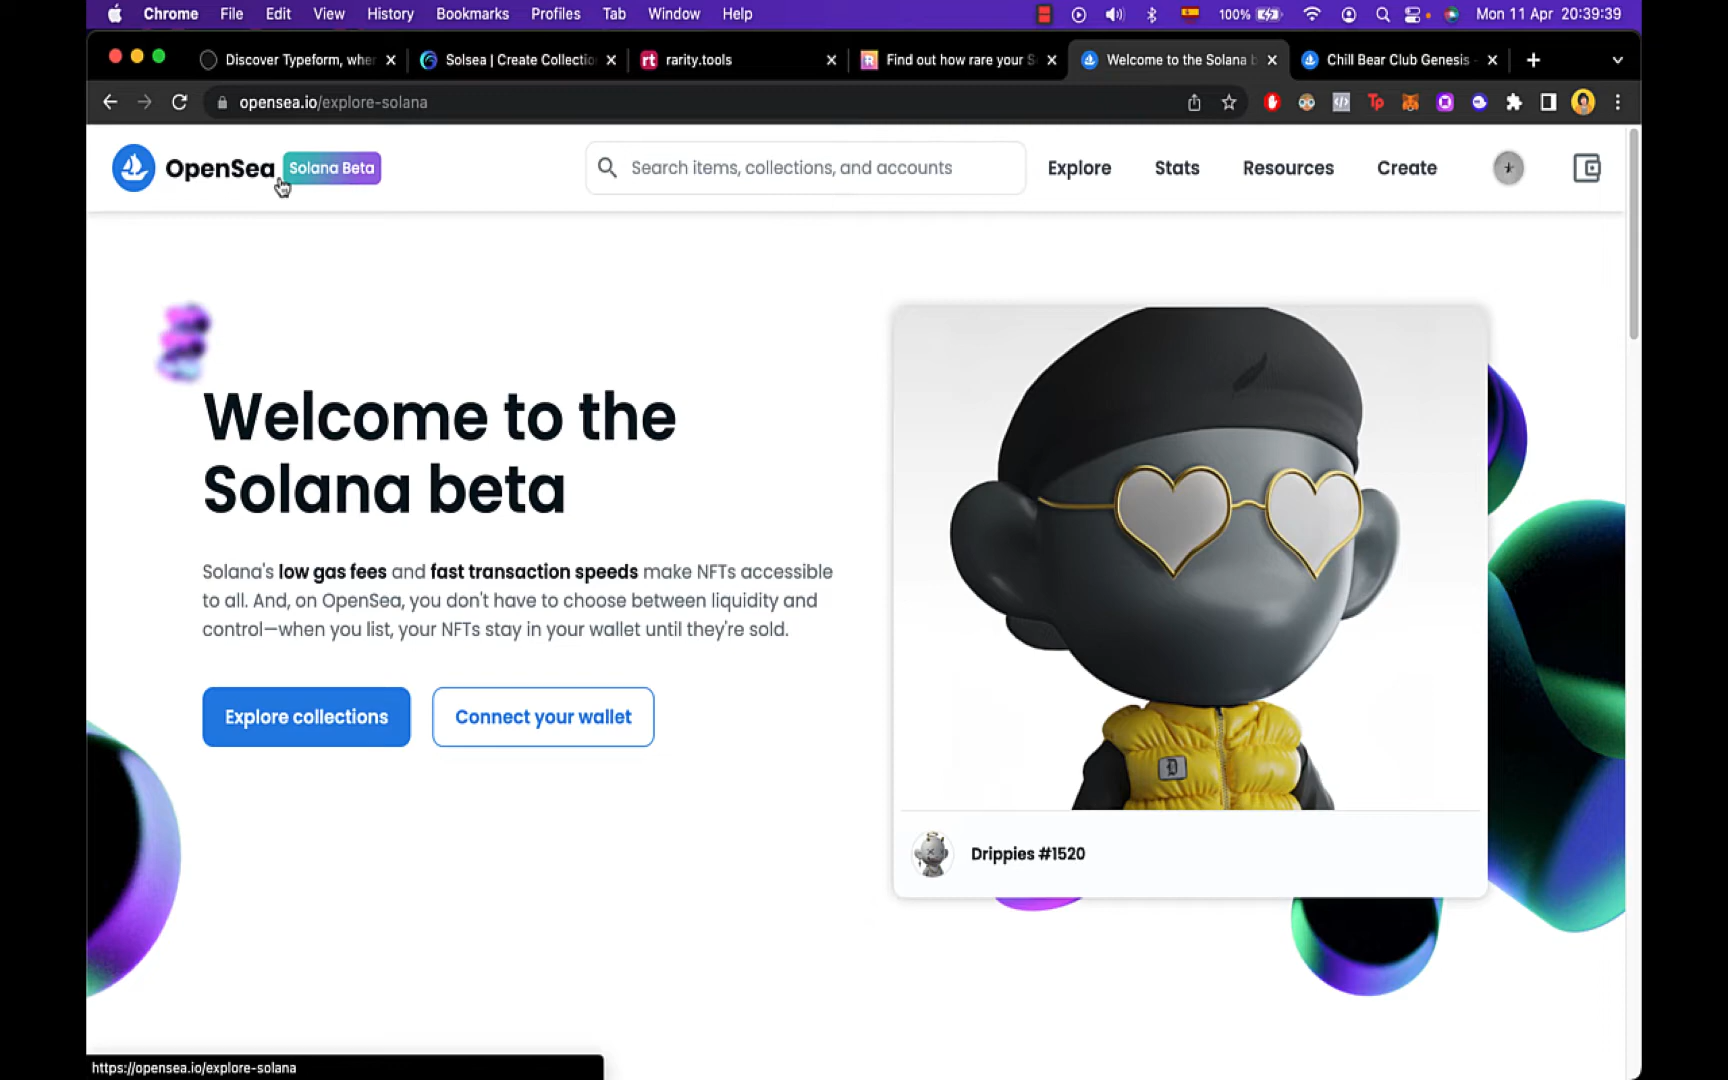 Chrome File Edit View History Bookmarks Profiles Tab Window Help 100% Mon 11 Apr 20:39:39
Discover Typeform, wher Solsea | Create Collectio rarity.tools Find out how rare your S Welcome to the Solana b Chill Bear Club Genesis -
opensea.io/explore-solana
OpenSea Solana Beta Search items, collections, and accounts Explore Stats Resources Create
Welcome to the
Solana beta
Solana's low gas fees and fast transaction speeds make NFTs accessible
to all. And, on OpenSea, you don't have to choose between liquidity and
control—when you list, your NFTs stay in your wallet until they're sold.
Explore collections Connect your wallet
Drippies #1520
https://opensea.io/explore-solana